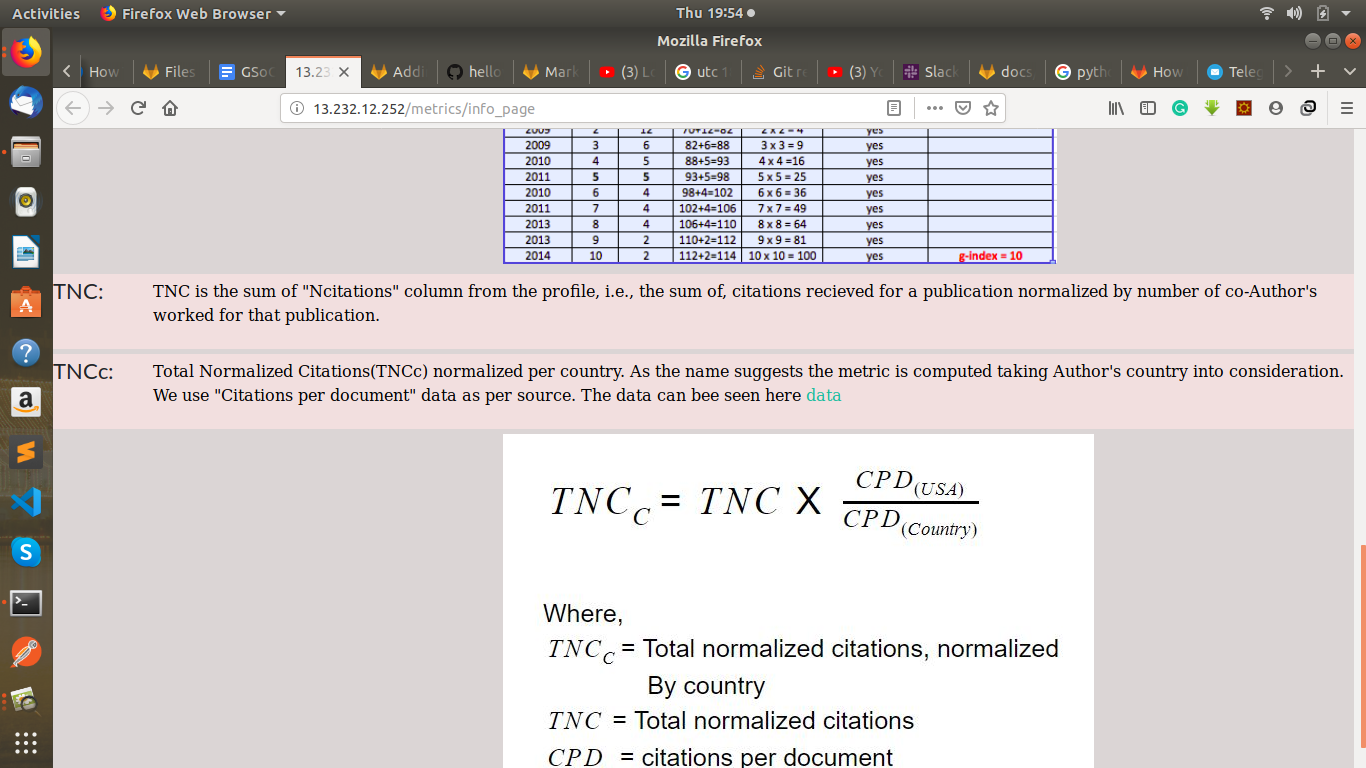 Activities Firefox Web Browser Thu 19:54
Mozilla Firefox
How Files GSoC 13.23 Addi hello Mark (3) Lo utc 1 Git re (3) Yo Slack docs pytho How Teleg
13.232.12.252/metrics/info_page
2009 2 12 70+12=82 2 x 2 = 4 yes
2009 3 6 82+6=88 3 x 3 = 9 yes
2010 4 5 88+5=93 4 x 4 =16 yes
2011 5 5 93+5=98 5 x 5 = 25 yes
2010 6 4 98+4=102 6 x 6 = 36 yes
2011 7 4 102+4=106 7 x 7 = 49 yes
2013 8 4 106+4=110 8 x 8 = 64 yes
2013 9 2 110+2=112 9 x 9 = 81 yes
2014 10 2 112+2=114 10 x 10 = 100 yes g-index = 10
TNC: TNC is the sum of "Ncitations" column from the profile, i.e., the sum of, citations recieved for a publication normalized by number of co-Author's
worked for that publication.
TNCc: Total Normalized Citations(TNCc) normalized per country. As the name suggests the metric is computed taking Author's country into consideration.
We use "Citations per document" data as per source. The data can bee seen here data
TNC C = TNC X CPD (USA)
CPD (Country)
Where,
TNC C = Total normalized citations, normalized
By country
TNC = Total normalized citations
CPD = citations per document